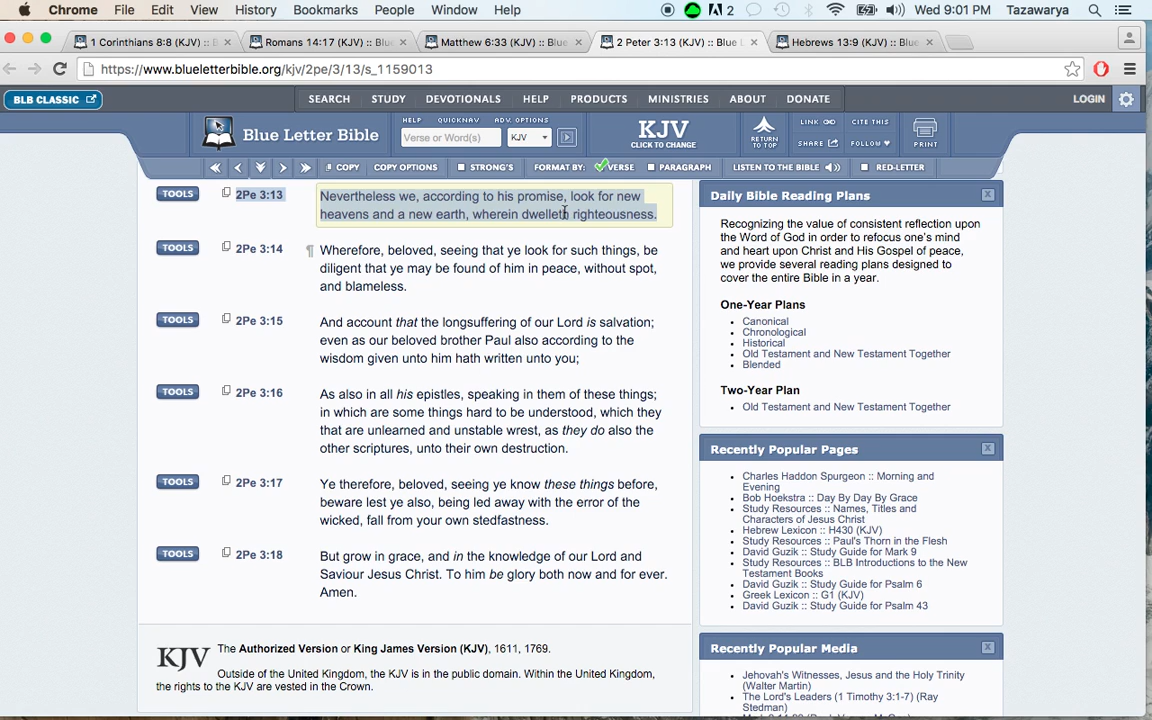 Chrome File Edit View History Bookmarks People Window Help 2 Wed 9:01 PM Tazawarya
1 Corinthians 8:8 (KJV) :: B Romans 14:17 (KJV) :: Blue Matthew 6:33 (KJV) :: Blue 2 Peter 3:13 (KJV) :: Blue L Hebrews 13:9 (KJV) :: Blue
https://www.blueletterbible.org/kjv/2pe/3/13/s_1159013
BLB CLASSIC SEARCH STUDY DEVOTIONALS HELP PRODUCTS MINISTRIES ABOUT DONATE LOGIN
Blue Letter Bible
HELP QUICKNAV ADV. OPTIONS
Verse or Word(s) KJV
KJV
CLICK TO CHANGE
RETURN
TO TOP
LINK CITE THIS
SHARE FOLLOW
PRINT
COPY COPY OPTIONS STRONG'S FORMAT BY: VERSE PARAGRAPH LISTEN TO THE BIBLE RED-LETTER
TOOLS 2Pe 3:13 Nevertheless we, according to his promise, look for new
heavens and a new earth, wherein dwelleth righteousness.
TOOLS 2Pe 3:14 ¶ Wherefore, beloved, seeing that ye look for such things, be
diligent that ye may be found of him in peace, without spot,
and blameless.
TOOLS 2Pe 3:15 And account that the longsuffering of our Lord is salvation;
even as our beloved brother Paul also according to the
wisdom given unto him hath written unto you;
TOOLS 2Pe 3:16 As also in all his epistles, speaking in them of these things;
in which are some things hard to be understood, which they
that are unlearned and unstable wrest, as they do also the
other scriptures, unto their own destruction.
TOOLS 2Pe 3:17 Ye therefore, beloved, seeing ye know these things before,
beware lest ye also, being led away with the error of the
wicked, fall from your own stedfastness.
TOOLS 2Pe 3:18 But grow in grace, and in the knowledge of our Lord and
Saviour Jesus Christ. To him be glory both now and for ever.
Amen.
KJV The Authorized Version or King James Version (KJV), 1611, 1769.
Outside of the United Kingdom, the KJV is in the public domain. Within the United Kingdom,
the rights to the KJV are vested in the Crown.
Daily Bible Reading Plans
Recognizing the value of consistent reflection upon
the Word of God in order to refocus one's mind
and heart upon Christ and His Gospel of peace,
we provide several reading plans designed to
cover the entire Bible in a year.
One-Year Plans
Canonical
Chronological
Historical
Old Testament and New Testament Together
Blended
Two-Year Plan
Old Testament and New Testament Together
Recently Popular Pages
Charles Haddon Spurgeon :: Morning and
Evening
Bob Hoekstra :: Day By Day By Grace
Study Resources :: Names, Titles and
Characters of Jesus Christ
Hebrew Lexicon :: H430 (KJV)
Study Resources :: Paul's Thorn in the Flesh
David Guzik :: Study Guide for Mark 9
Study Resources :: BLB Introductions to the New
Testament Books
David Guzik :: Study Guide for Psalm 6
Greek Lexicon :: G1 (KJV)
David Guzik :: Study Guide for Psalm 43
Recently Popular Media
Jehovah's Witnesses, Jesus and the Holy Trinity
(Walter Martin)
The Lord's Leaders (1 Timothy 3:1-7) (Ray
Stedman)